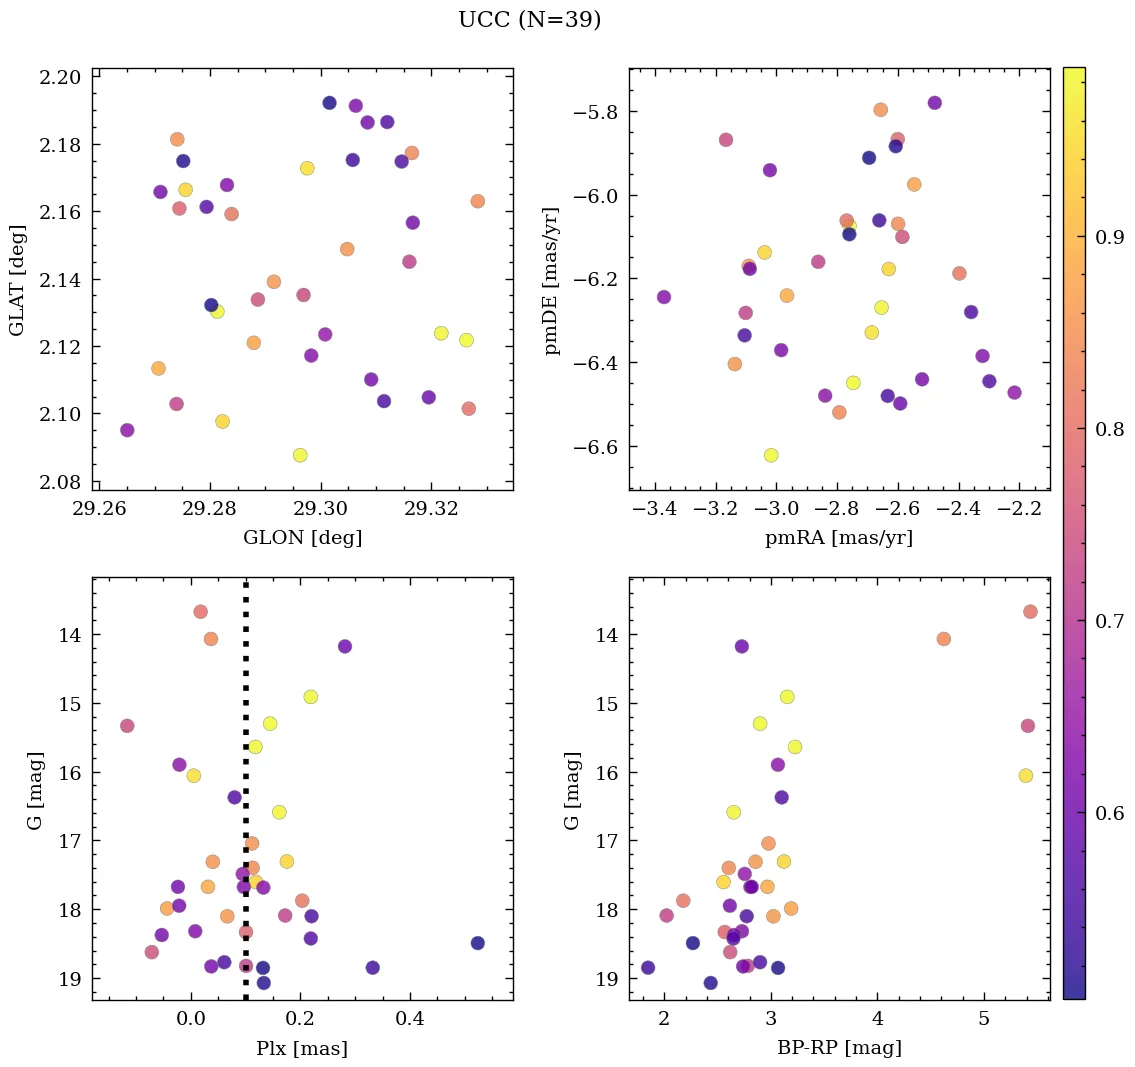 UCC (N=39)
2.20
2.18
2.16
2.14
2.12
2.10
2.08
GLAT [deg]
29.26 29.28 29.30 29.32
GLON [deg]
−5.8
−6.0
−6.2
−6.4
−6.6
pmDE [mas/yr]
−3.4 −3.2 −3.0 −2.8 −2.6 −2.4 −2.2
pmRA [mas/yr]
14
15
16
17
18
19
G [mag]
0.0 0.2 0.4
Plx [mas]
14
15
16
17
18
19
G [mag]
2 3 4 5
BP-RP [mag]
0.9
0.8
0.7
0.6